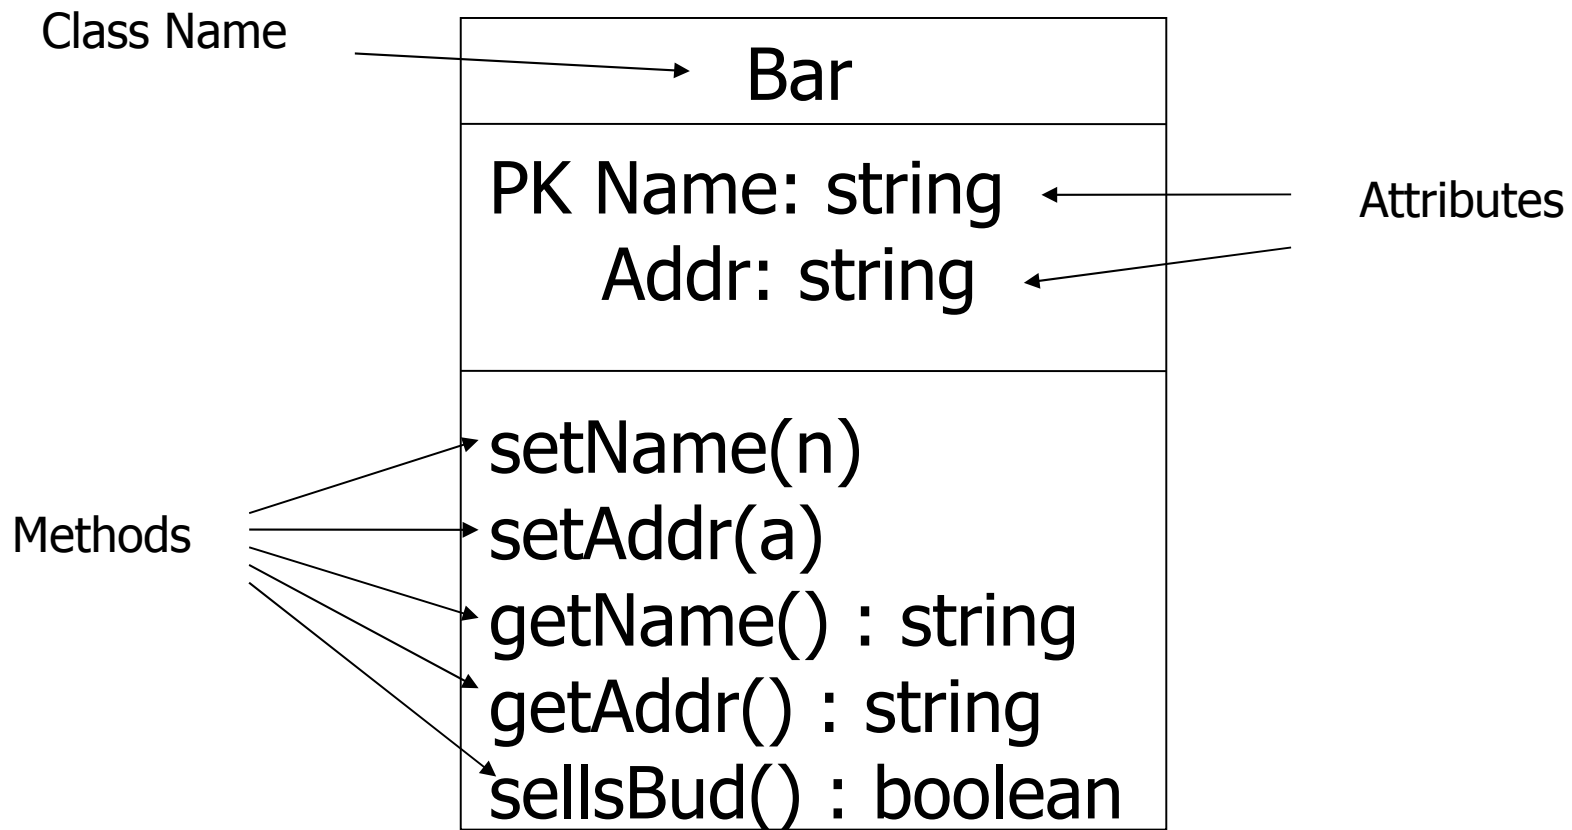 Class Name
Bar
PK Name: string
Addr: string
Attributes
Methods
setName(n)
setAddr(a)
getName() : string
getAddr() : string
sellsBud() : boolean